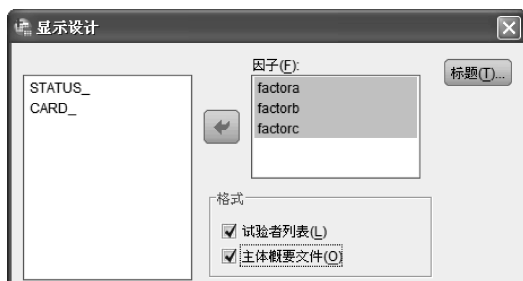 显示设计
因子(F):
标题(T)...
STATUS_
CARD_
factora
factorb
factorc
格式
试验者列表(L)
主体概要文件(O)